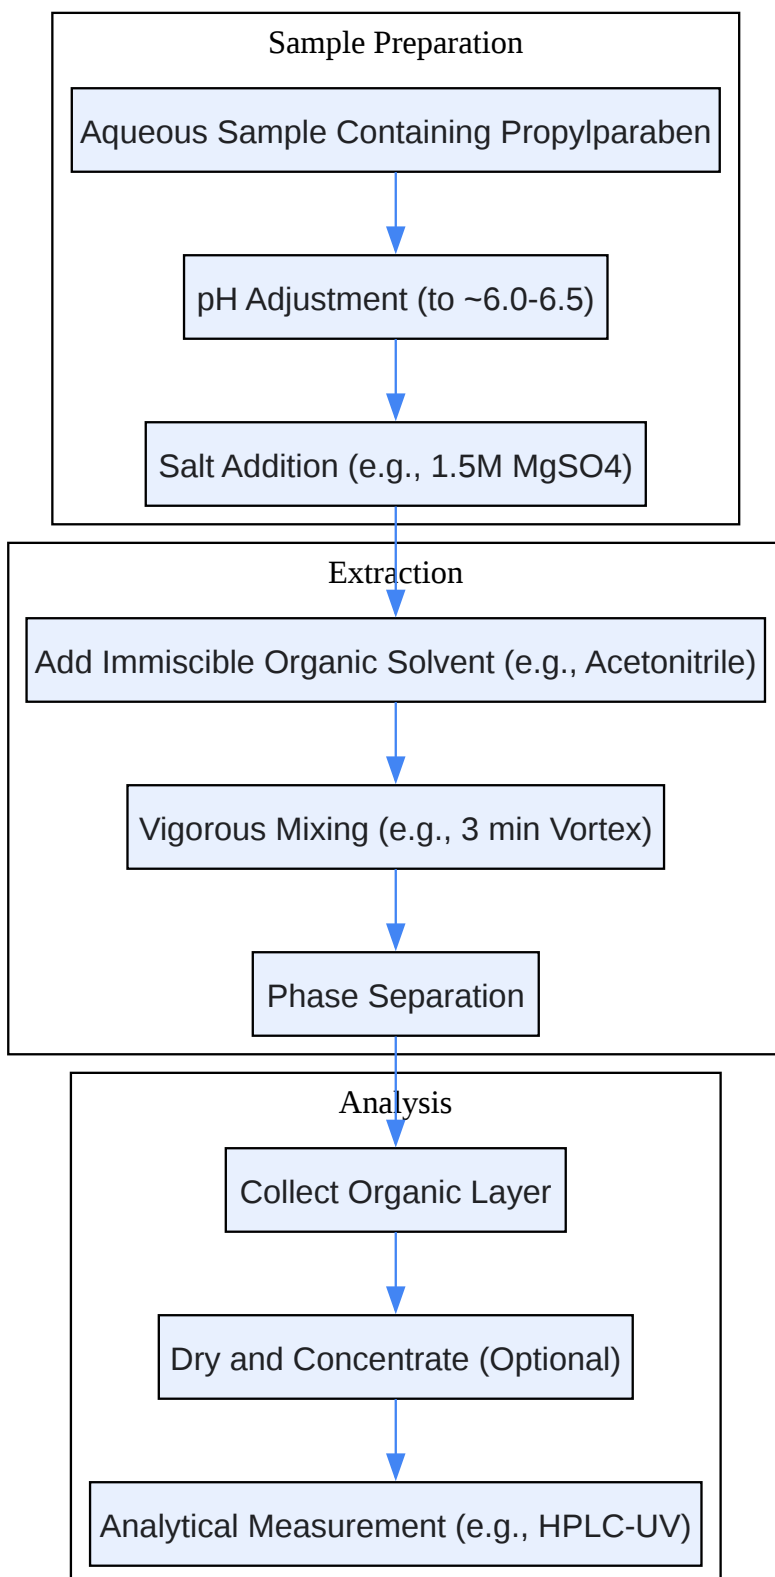 Sample Preparation
Aqueous Sample Containing Propylparaben
pH Adjustment (to ~6.0-6.5)
Salt Addition (e.g., 1.5M MgSO4)
Extraction
Add Immiscible Organic Solvent (e.g., Acetonitrile)
Vigorous Mixing (e.g., 3 min Vortex)
Phase Separation
Analysis
Collect Organic Layer
Dry and Concentrate (Optional)
Analytical Measurement (e.g., HPLC-UV)